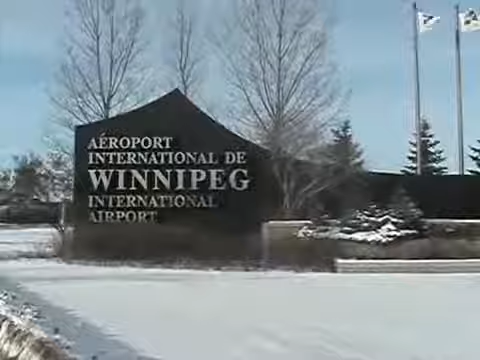 AÉROPORT
INTERNATIONAL DE
WINNIPEG
INTERNATIONAL
AIRPORT